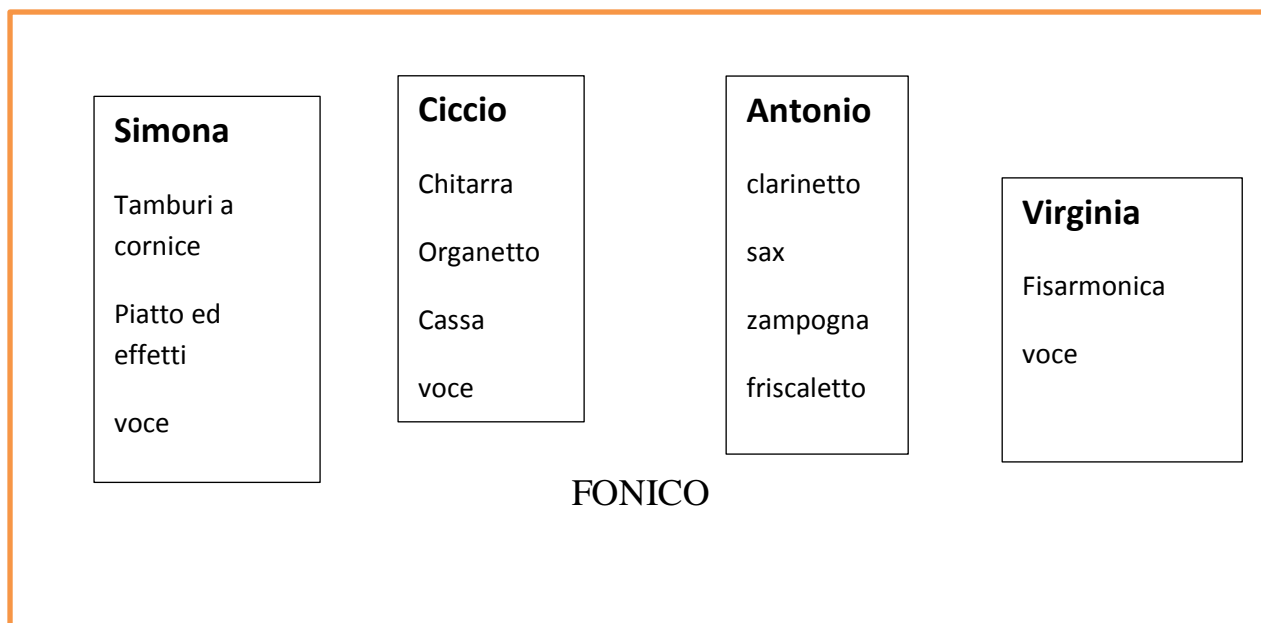 Simona
Tamburi a
cornice
Piatto ed
effetti
voce
Ciccio
Chitarra
Organetto
Cassa
voce
Antonio
clarinetto
sax
zampogna
friscaletto
Virginia
Fisarmonica
voce
FONICO